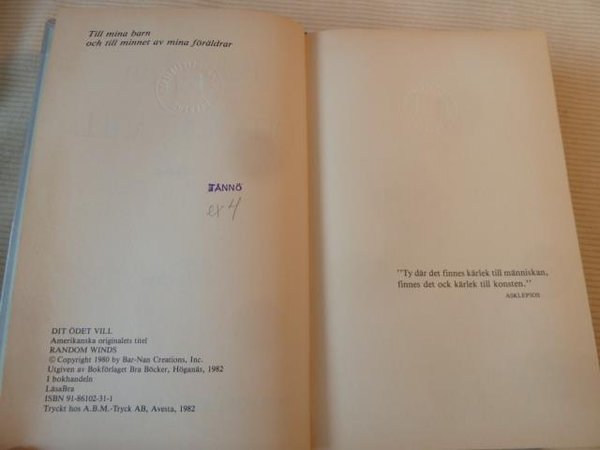 Till mina barn
och till minnet av mina föräldrar
TÄNNÖ
ex 4
DIT ÖDET VILL
Amerikanska originalets titel
RANDOM WINDS
© Copyright 1980 by Bar-Nan Creations, Inc.
Utgiven av Bokförlaget Bra Böcker, Höganäs, 1982
I bokhandeln
LäsaBra
ISBN 91-86102-31-1
Tryckt hos A.B.M.-Tryck AB, Avesta, 1982
"Ty där det finnes kärlek till människan,
finnes det ock kärlek till konsten."
ASKLEPSOS